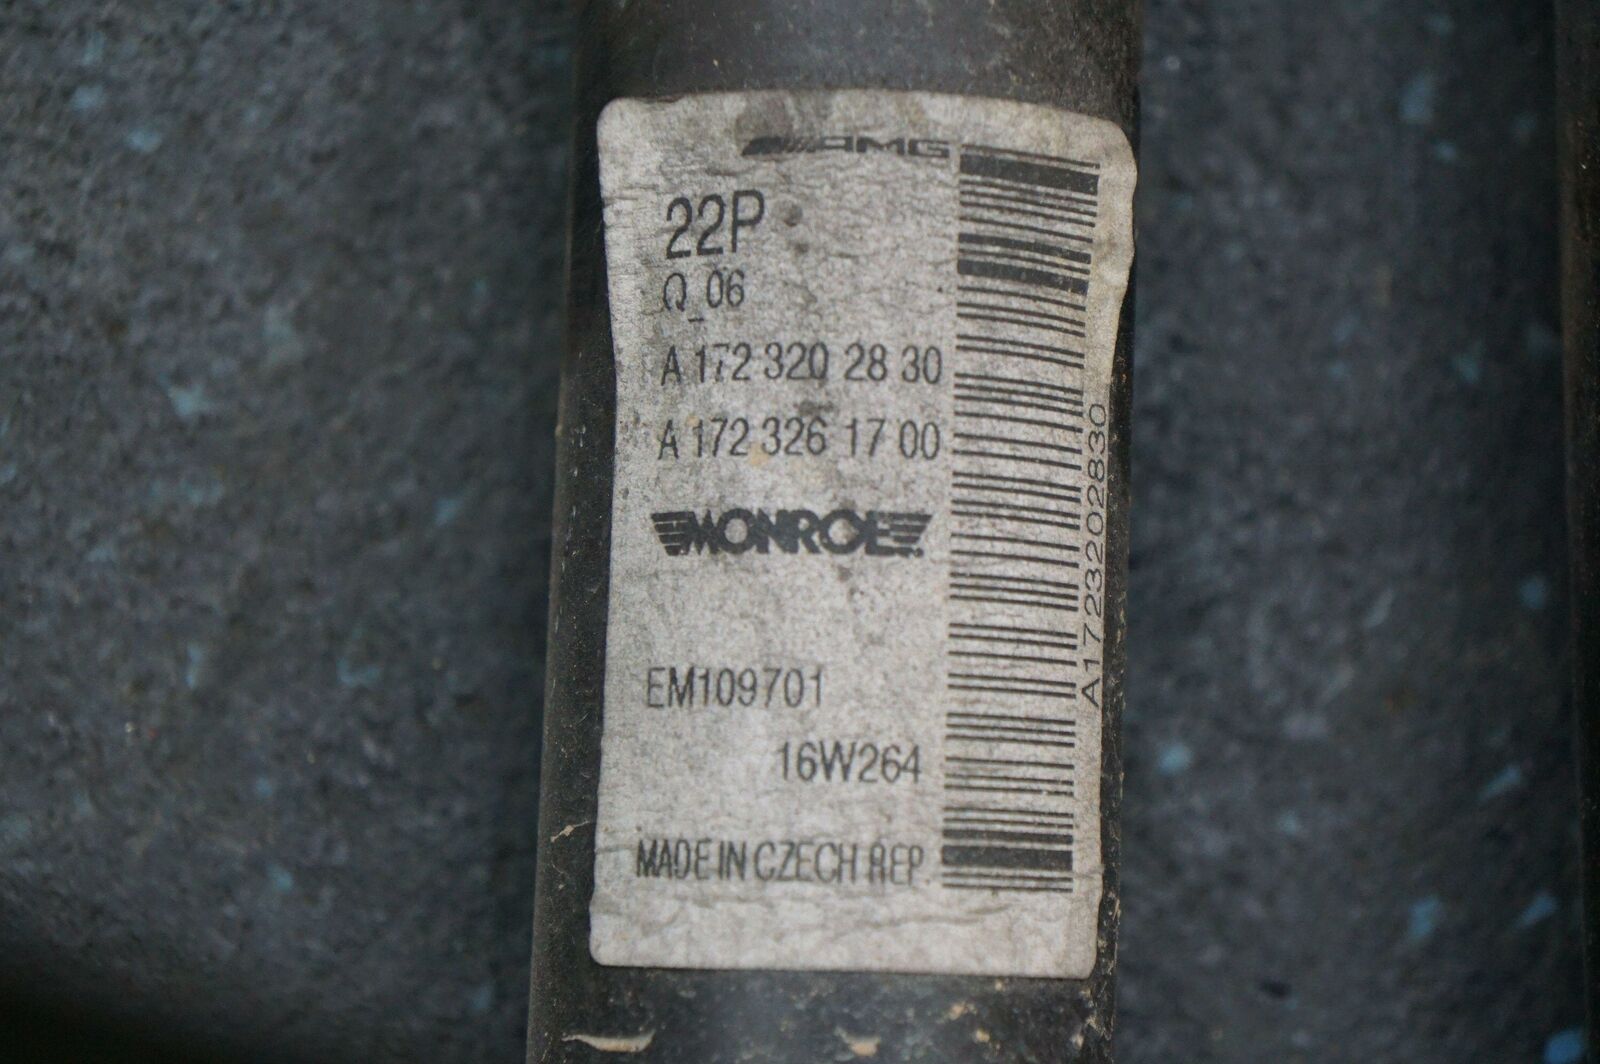 AMG
22P
Q_06
A 172 320 28 30
A 172 326 17 00
MONROE
EM109701
16W264
MADE IN CZECH REP.
A1723202830